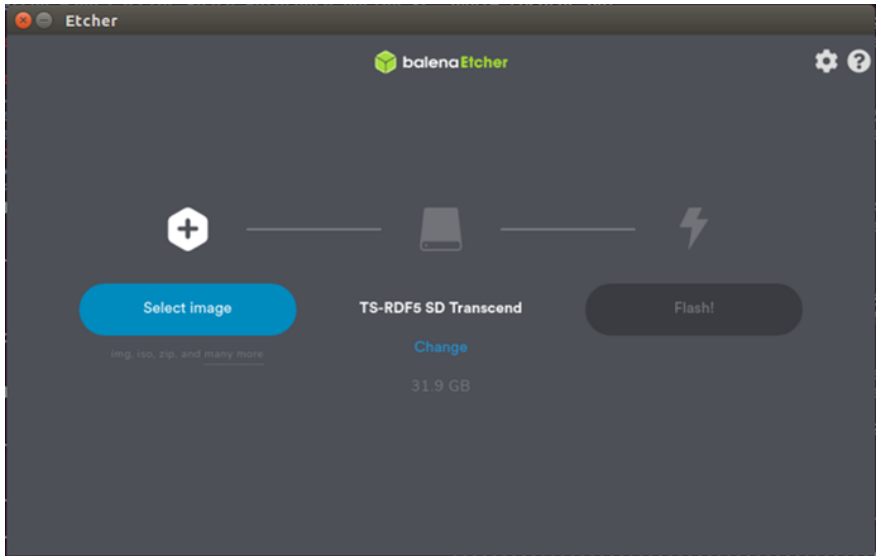 Etcher
balenaEtcher
Select image
TS-RDF5 SD Transcend
Flash!
img, iso, zip, and many more
Change
31.9 GB